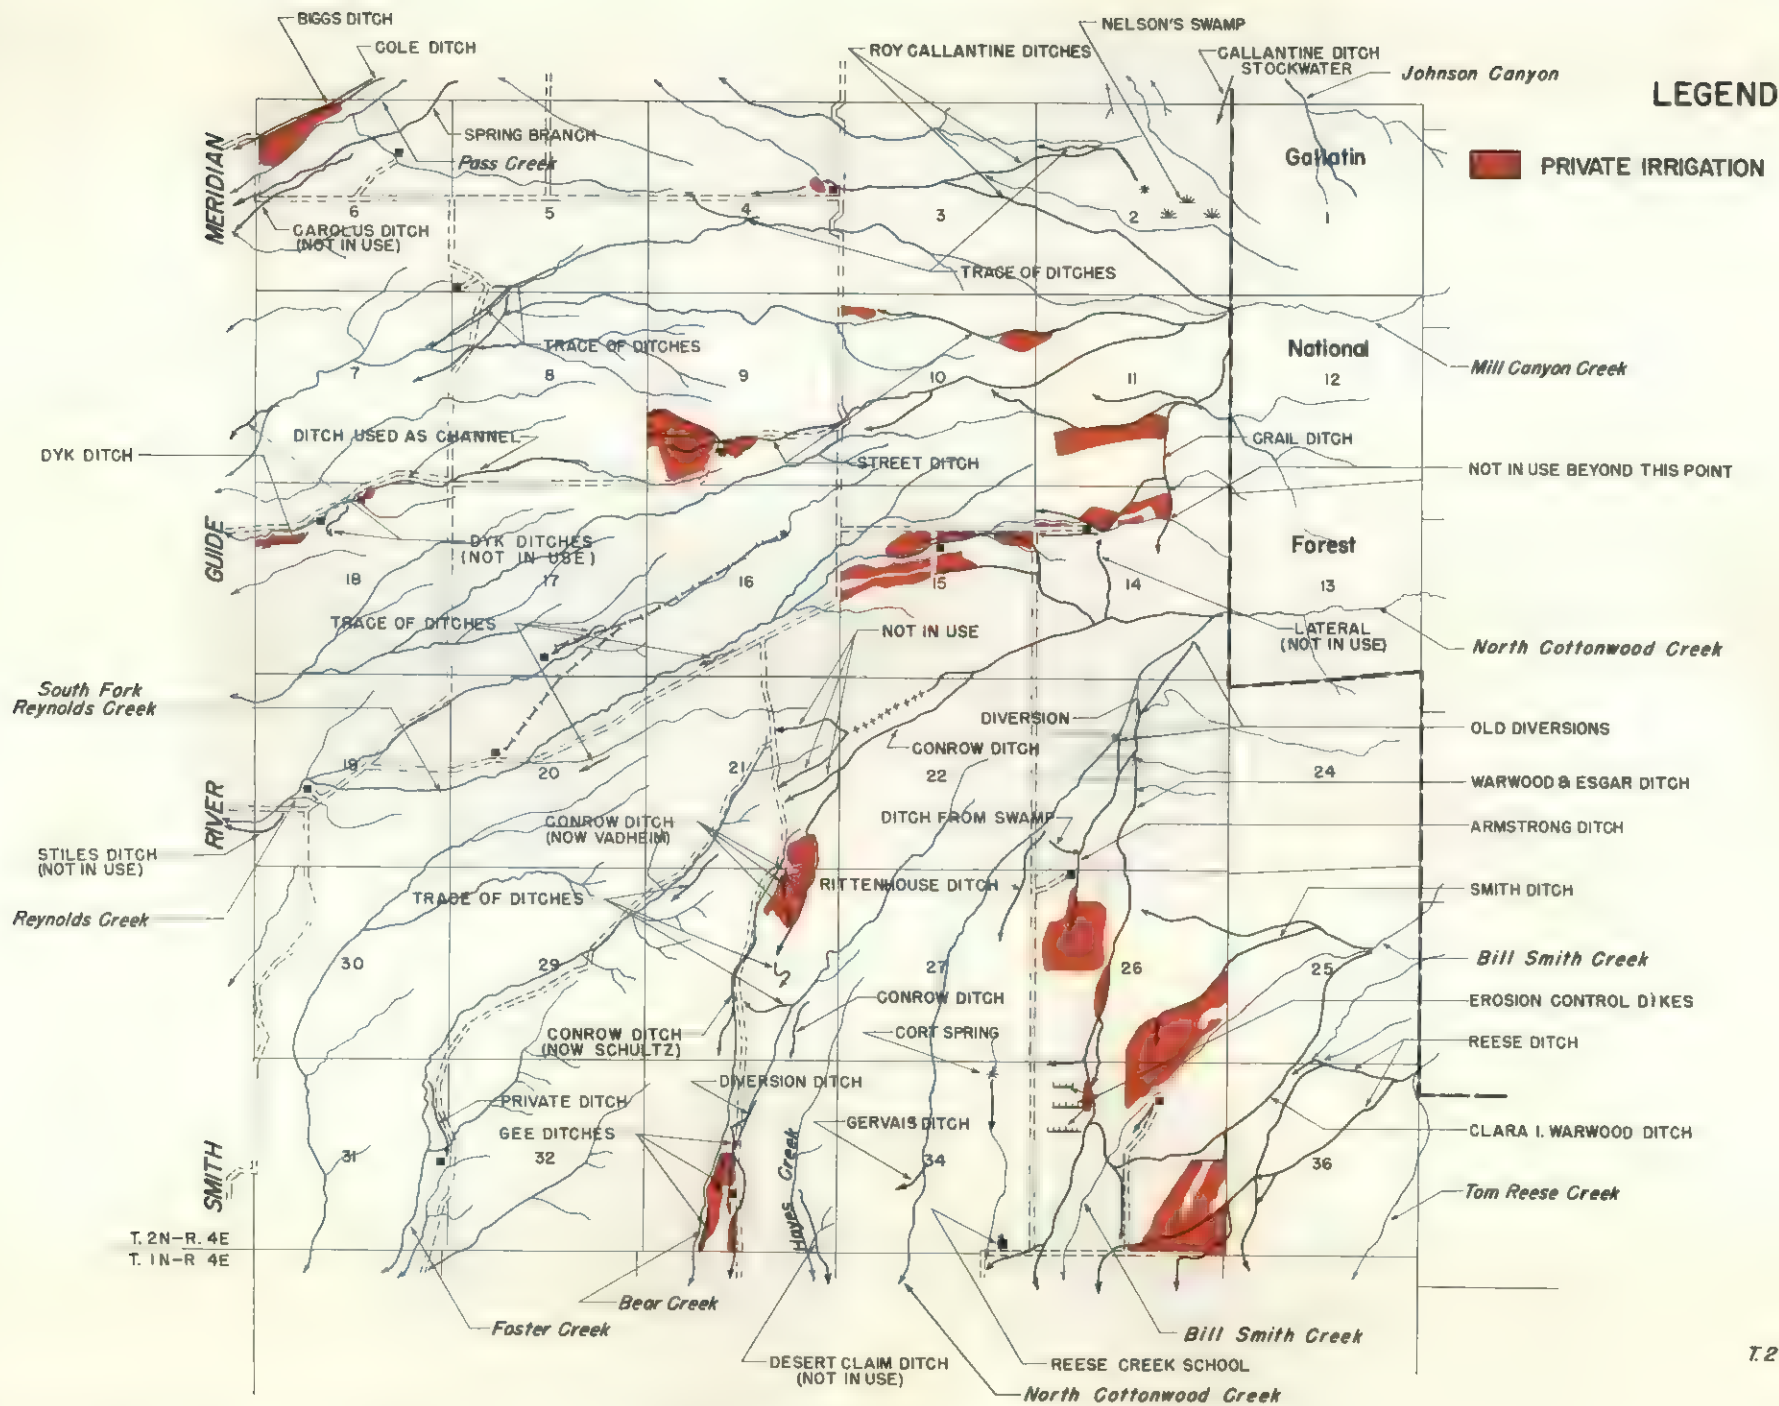 BIGGS DITCH
COLE DITCH
NELSON'S SWAMP
ROY GALLANTINE DITCHES
GALLANTINE DITCH
STOCKWATER
Johnson Canyon
LEGEND
PRIVATE IRRIGATION
SPRING BRANCH
Pass Creek
Gallatin
MERIDIAN
6
5
4
3
2
1
CAROLUS DITCH
(NOT IN USE)
TRACE OF DITCHES
TRACE OF DITCHES
National
Mill Canyon Creek
7
8
9
10
11
12
DYK DITCH
DITCH USED AS CHANNEL
STREET DITCH
CRAIL DITCH
NOT IN USE BEYOND THIS POINT
GUIDE
DYK DITCHES
(NOT IN USE)
Forest
18
17
16
15
14
13
TRACE OF DITCHES
NOT IN USE
LATERAL
(NOT IN USE)
North Cottonwood Creek
South Fork
Reynolds Creek
DIVERSION
OLD DIVERSIONS
CONROW DITCH
19
20
21
22
24
WARWOOD & ESGAR DITCH
RIVER
CONROW DITCH
(NOW VADHEIM)
DITCH FROM SWAMP
ARMSTRONG DITCH
STILES DITCH
(NOT IN USE)
TRACE OF DITCHES
RITTENHOUSE DITCH
SMITH DITCH
Reynolds Creek
Bill Smith Creek
30
29
27
26
25
CONROW DITCH
EROSION CONTROL DIKES
CONROW DITCH
(NOW SCHULTZ)
CORT SPRING
REESE DITCH
DIVERSION DITCH
PRIVATE DITCH
GEE DITCHES
GERVAIS DITCH
CLARA I. WARWOOD DITCH
SMITH
31
32
Hayes Creek
34
36
Tom Reese Creek
T. 2N-R. 4E
T. 1N-R 4E
Bear Creek
Foster Creek
Bill Smith Creek
DESERT CLAIM DITCH
(NOT IN USE)
REESE CREEK SCHOOL
North Cottonwood Creek
T. 2